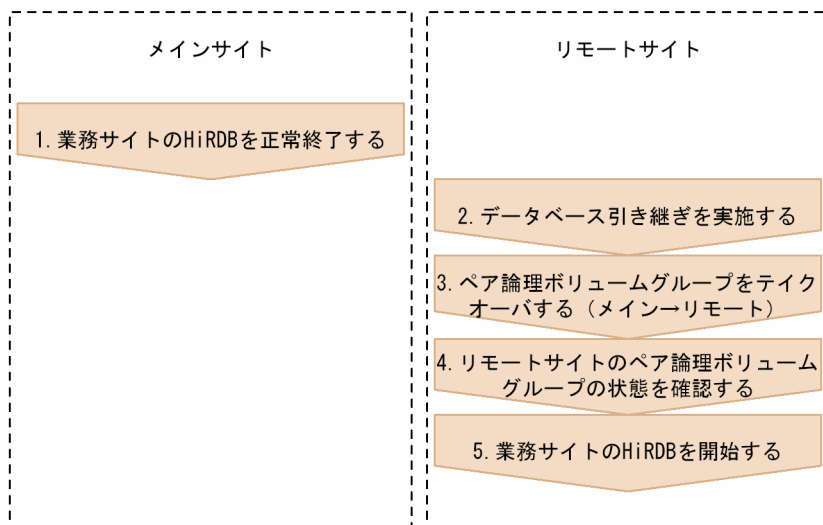 メインサイト
リモートサイト
1.業務サイトのHiRDBを正常終了する
2.データベース引き継ぎを実施する
3.ペア論理ボリュームグループをテイク
オーバする（メイン→リモート）
4.リモートサイトのペア論理ボリューム
グループの状態を確認する
5.業務サイトのHiRDBを開始する